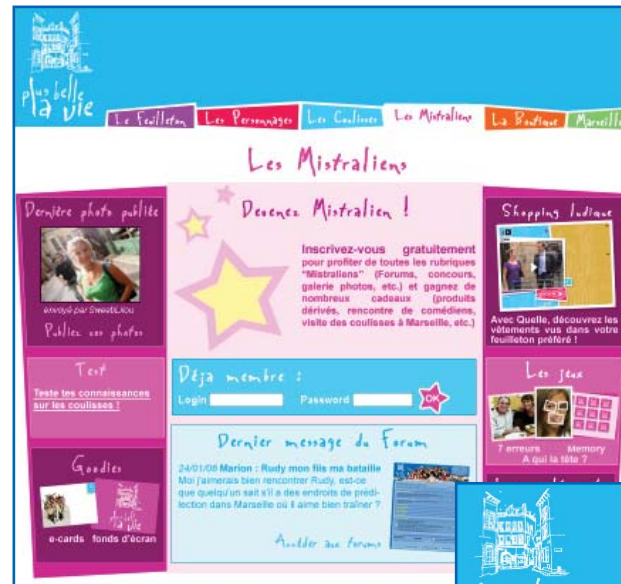 plus belle
la vie
Le Feuilleton
Les Personnages
Les Coulisses
Les Mistraliens
La Boutique
Marseille
Les Mistraliens
Dernière photo publiée
envoyé par SweetiLilou
Publiez vos photos
Test
Teste tes connaissances
sur les coulisses !
Goodies
e-cards fonds d'écran
Devenez Mistralien !
Inscrivez-vous gratuitement
pour profiter de toutes les rubriques
"Mistraliens" (Forums, concours,
galerie photos, etc.) et gagnez de
nombreux cadeaux (produits
dérivés, rencontre de comédiens,
visite des coulisses à Marseille, etc.)
Déja membre :
Login Password OK
Dernier message du Forum
24/01/06 Marion : Rudy mon fils ma bataille
Moi j'aimerais bien rencontrer Rudy, est-ce
que quelqu'un sait s'il a des endroits de prédi-
lection dans Marseille où il aime bien traîner ?
Accéder aux forums
Shopping ludique
Avec Quelle, découvrez les
vêtements vus dans votre
feuilleton préféré !
Les jeux
7 erreurs Memory
A qui la tête ?